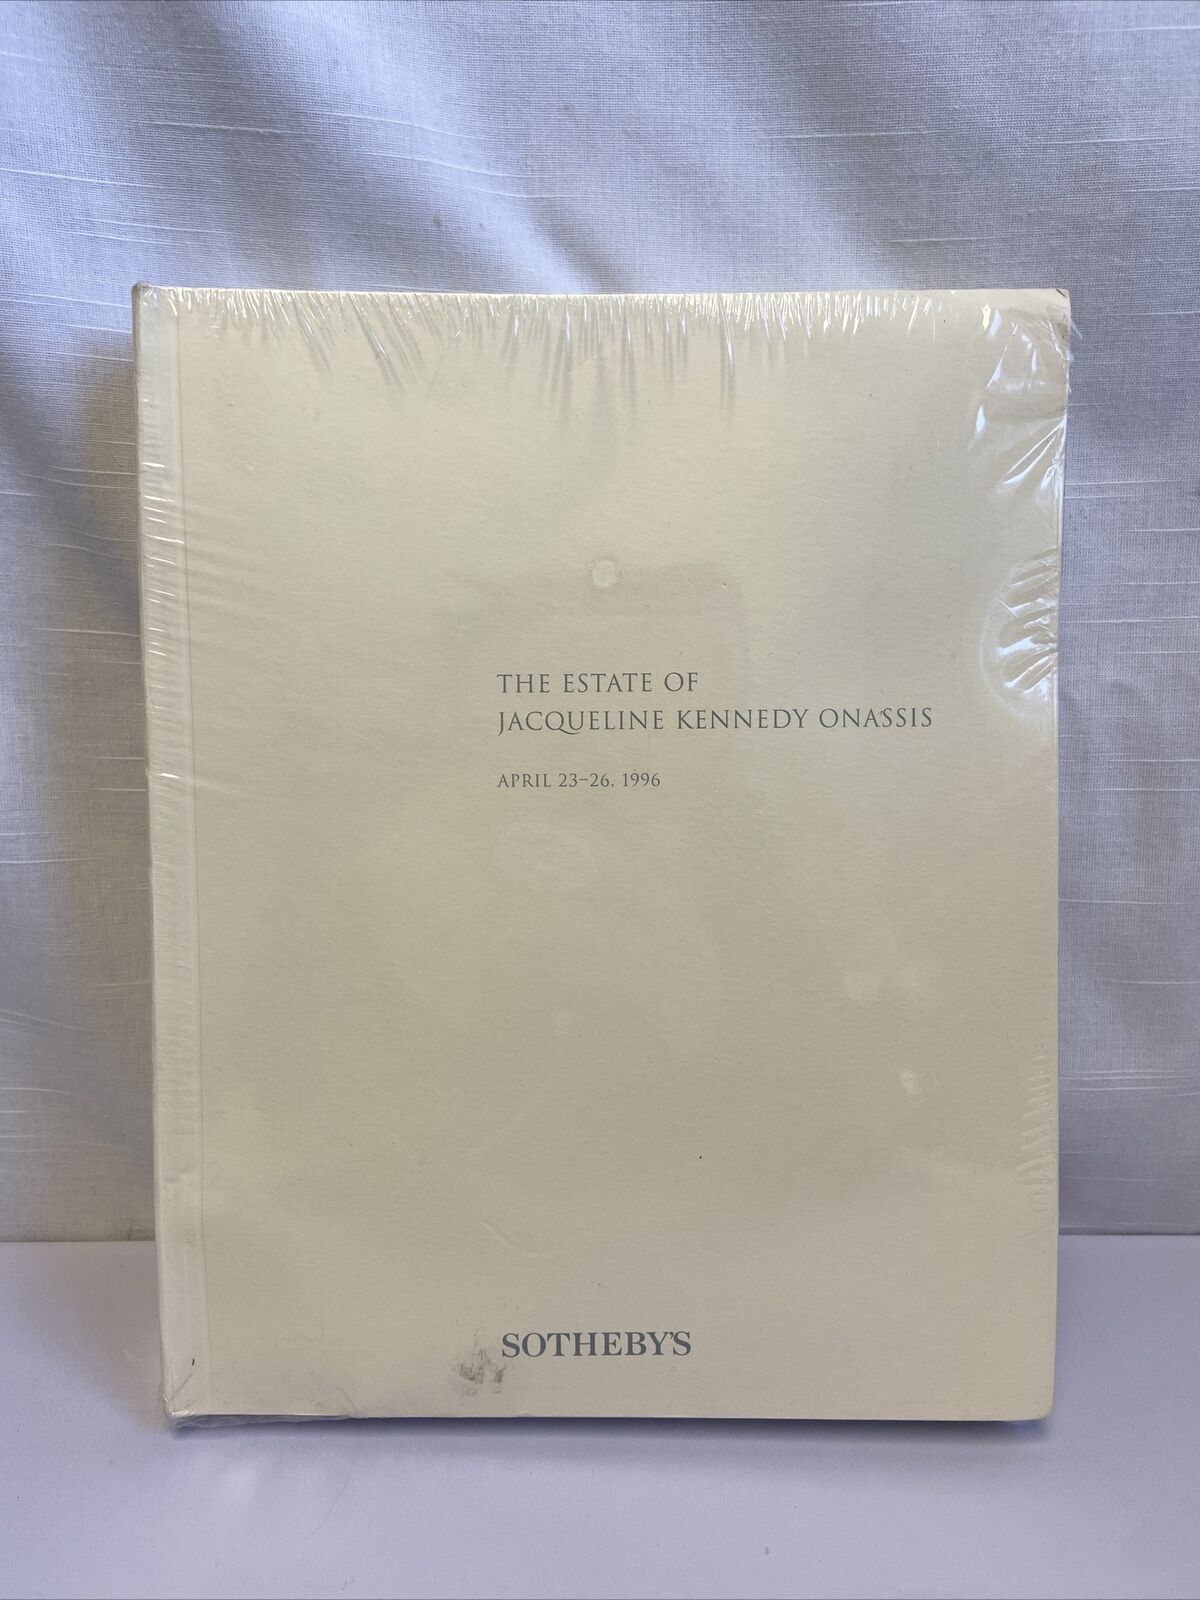 THE ESTATE OF
JACQUELINE KENNEDY ONASSIS
APRIL 23–26, 1996
SOTHEBY'S